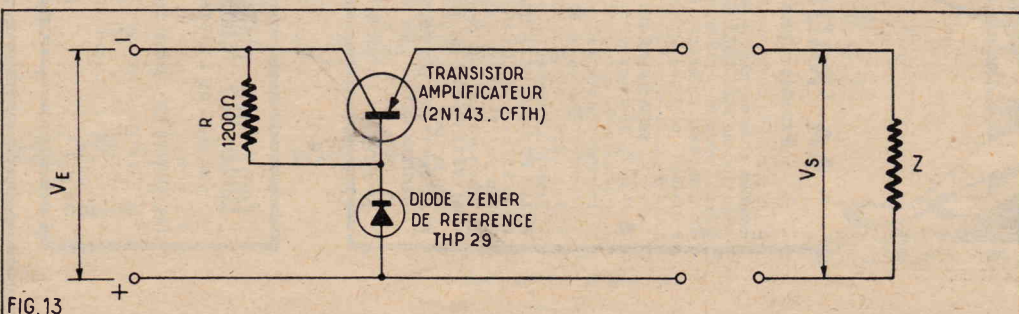 −
TRANSISTOR
AMPLIFICATEUR
(2N143. CFTH)
R
1200Ω
VE
VS
Z
DIODE ZENER
DE REFERENCE
THP 29
+
FIG.13